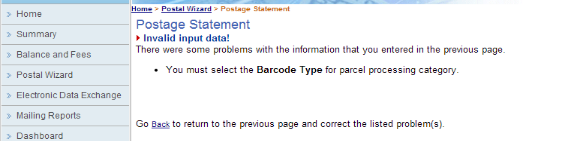 Home > Postal Wizard > Postage Statement
Home
Postage Statement
Summary
Invalid input data!
There were some problems with the information that you entered in the previous page.
Balance and Fees
• You must select the Barcode Type for parcel processing category.
Postal Wizard
Electronic Data Exchange
Mailing Reports
Go Back to return to the previous page and correct the listed problem(s).
Dashboard